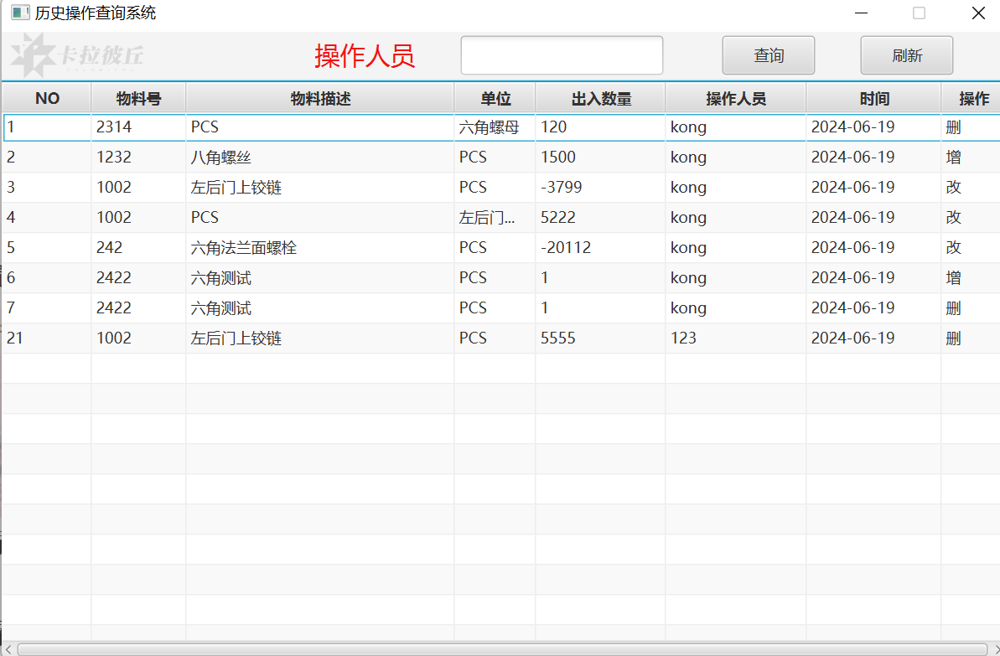 历史操作查询系统
卡拉彼丘 操作人员 查询 刷新
NO 物料号 物料描述 单位 出入数量 操作人员 时间 操作
1 2314 PCS 六角螺母 120 kong 2024-06-19 删
2 1232 八角螺丝 PCS 1500 kong 2024-06-19 增
3 1002 左后门上铰链 PCS -3799 kong 2024-06-19 改
4 1002 PCS 左后门... 5222 kong 2024-06-19 改
5 242 六角法兰面螺栓 PCS -20112 kong 2024-06-19 改
6 2422 六角测试 PCS 1 kong 2024-06-19 增
7 2422 六角测试 PCS 1 kong 2024-06-19 删
21 1002 左后门上铰链 PCS 5555 123 2024-06-19 删